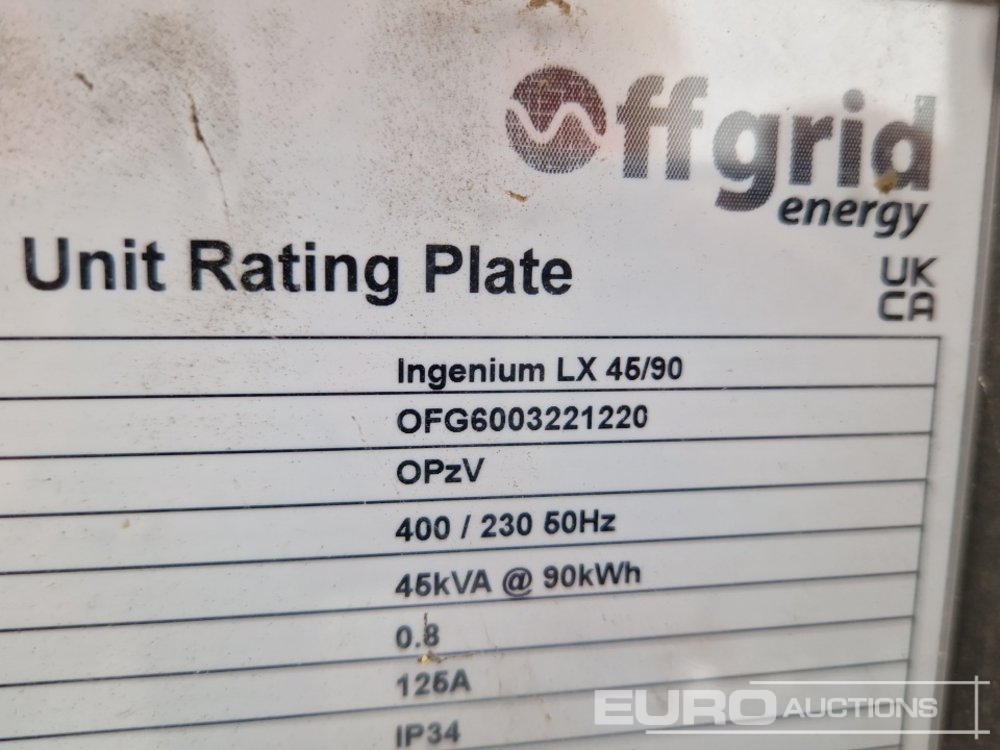 Offgrid
energy
Unit Rating Plate
UK
CA
Ingenium LX 45/90
OFG6003221220
OPzV
400 / 230 50Hz
45kVA @ 90kWh
0.8
125A
IP34
EURO AUCTIONS